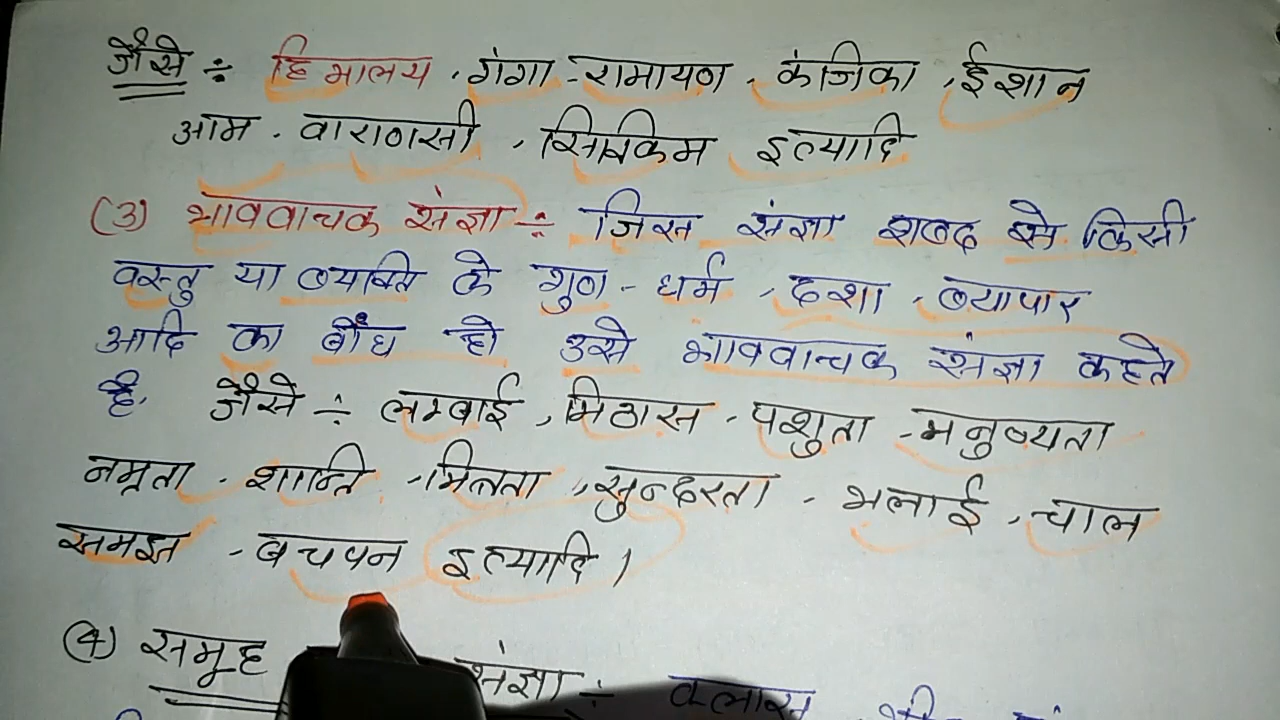 जैसे ÷ हिमालय , गंगा - रामायण , कंजिका , ईशान
आम - वाराणसी , सिक्किम इत्यादि
(3) भाववाचक संज्ञा ÷ जिस संज्ञा शब्द से किसी
वस्तु या व्यक्ति के गुण - धर्म , दशा , व्यापार
आदि का बोध हो उसे भाववाचक संज्ञा कहते
है. जैसे ÷ लम्बाई , मिठास - पशुता - मनुष्यता
नम्रता - शान्ति - मित्रता , सुन्दरता - भलाई , चाल
समझ - बचपन इत्यादि ।
(4) समूह संज्ञा ÷ क्लास